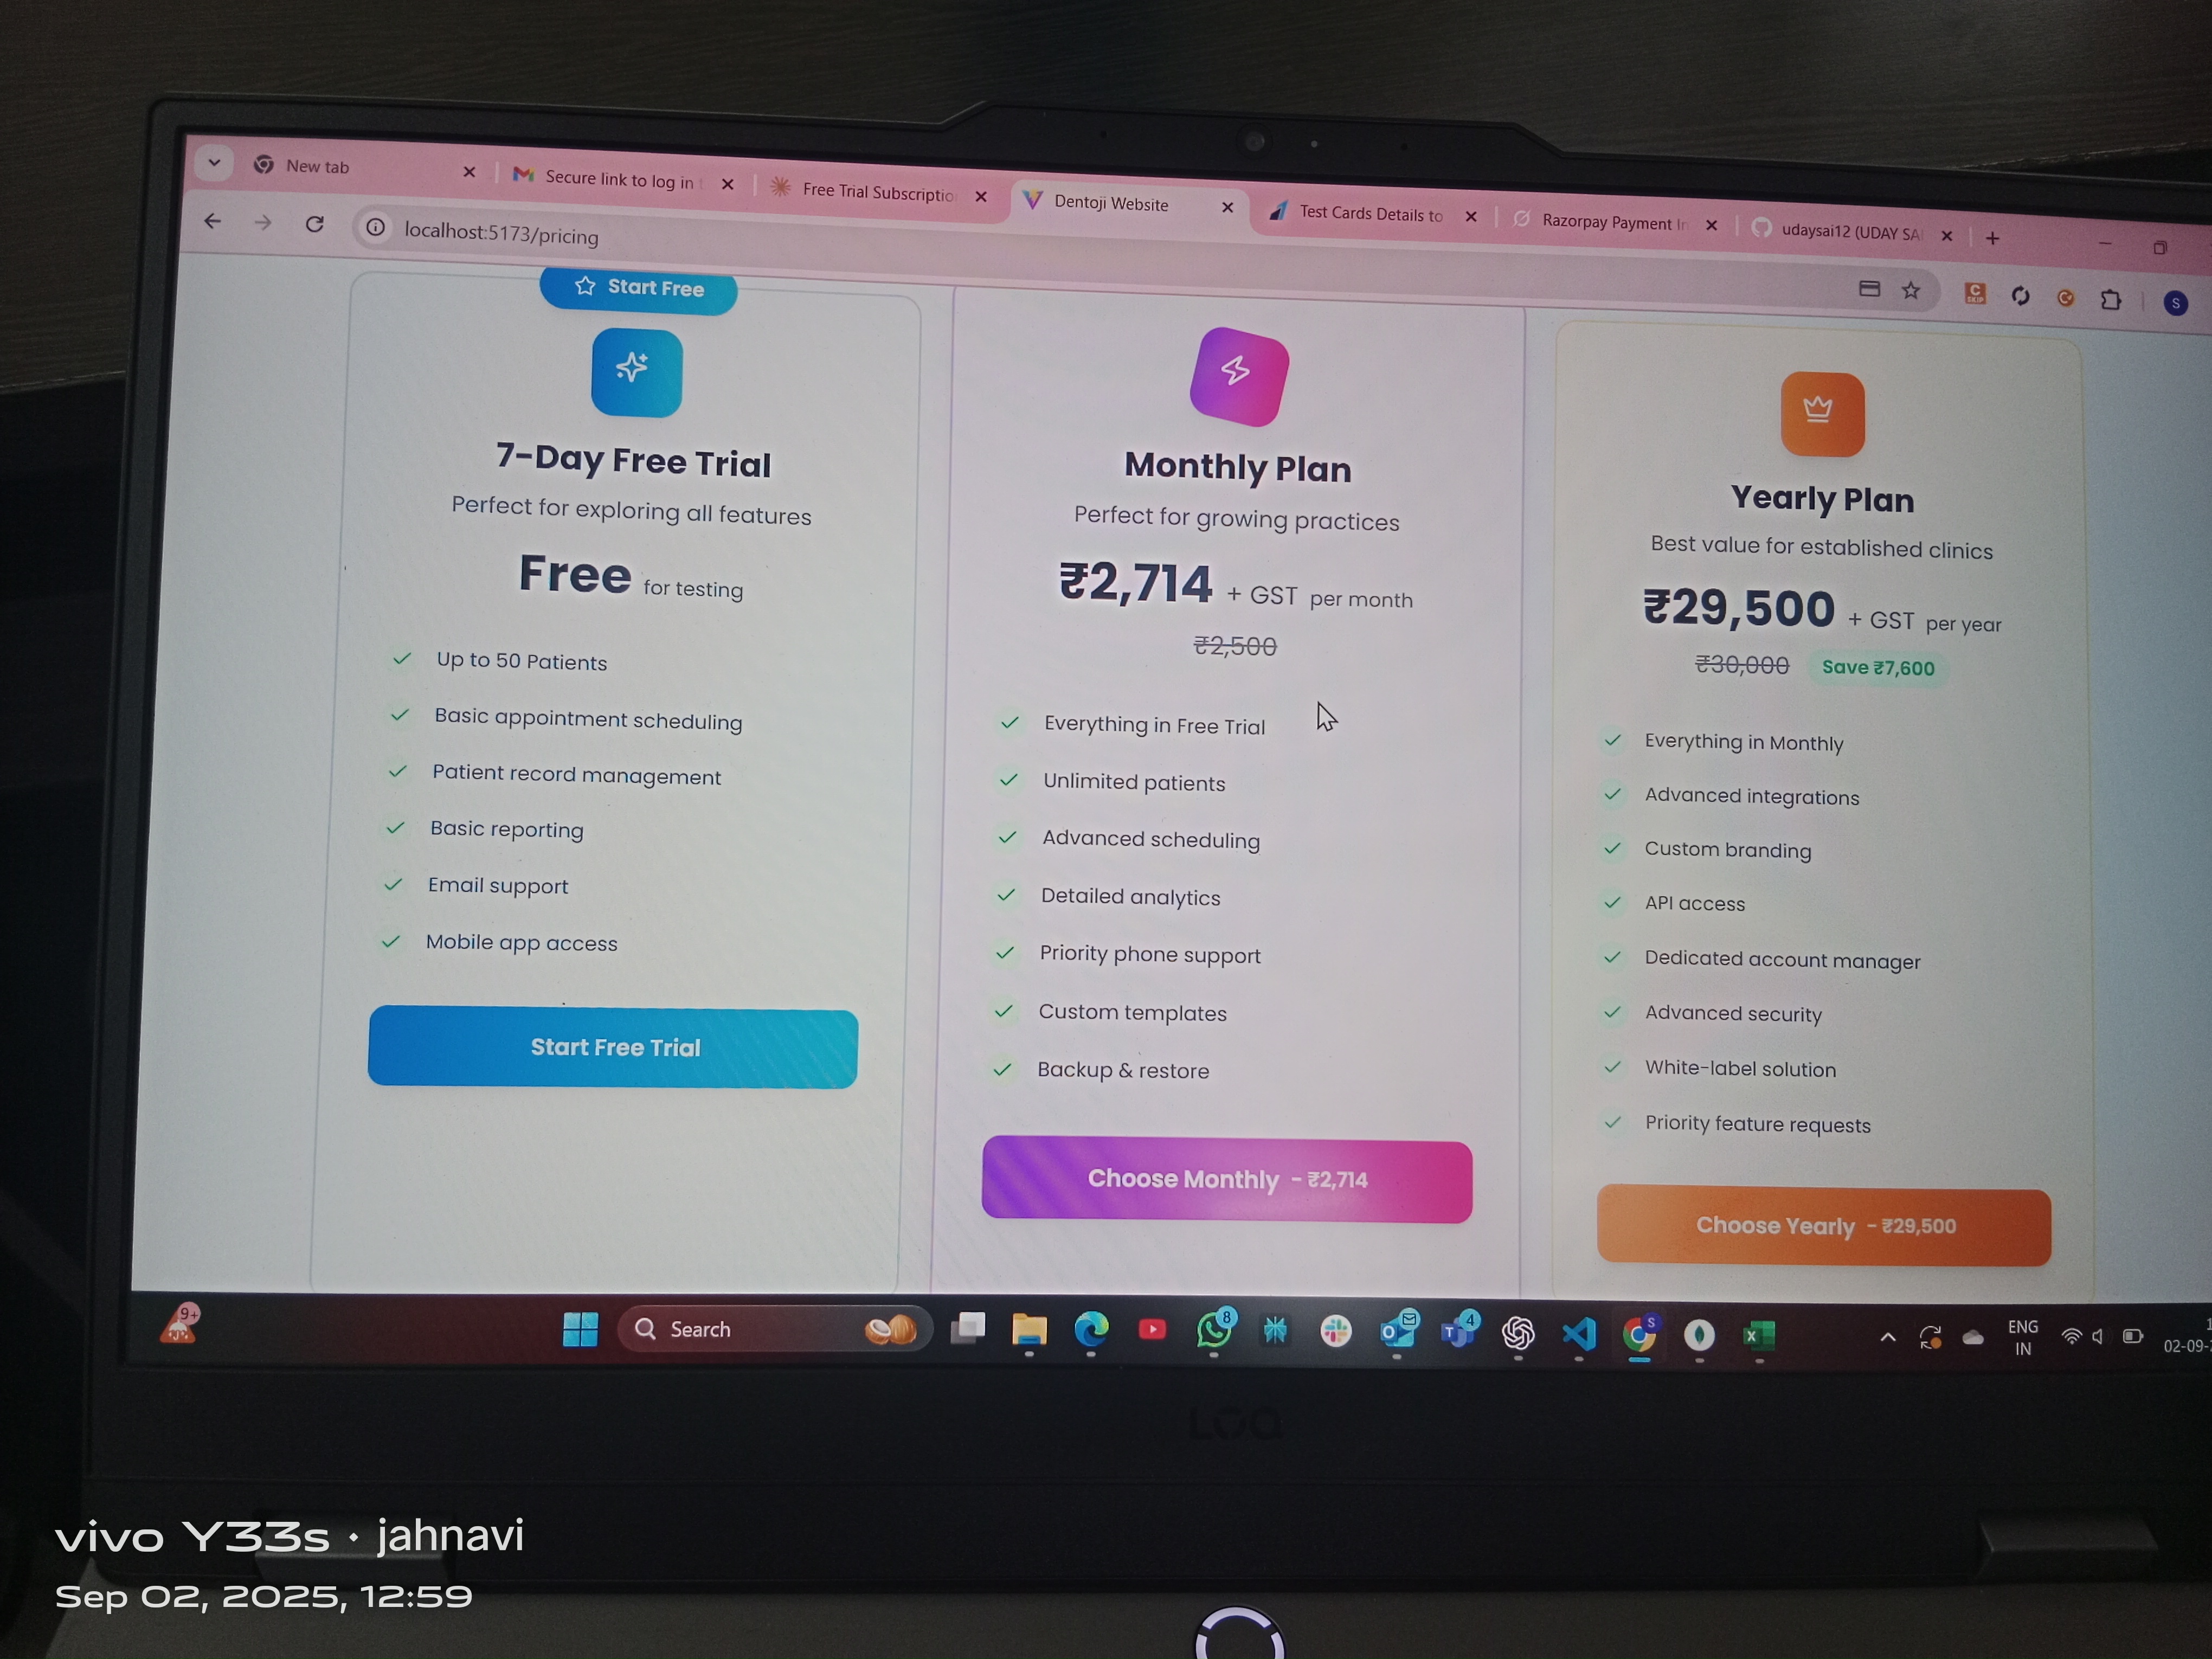 New tab
Secure link to log in
Free Trial Subscriptio
Dentoji Website
Test Cards Details to
Razorpay Payment In
udaysai12 (UDAY SA
localhost:5173/pricing
C
SKIP
S
Start Free
7-Day Free Trial
Perfect for exploring all features
Free for testing
Up to 50 Patients
Basic appointment scheduling
Patient record management
Basic reporting
Email support
Mobile app access
Start Free Trial
Monthly Plan
Perfect for growing practices
₹2,714 + GST per month
₹2,500
Everything in Free Trial
Unlimited patients
Advanced scheduling
Detailed analytics
Priority phone support
Custom templates
Backup & restore
Choose Monthly - ₹2,714
Yearly Plan
Best value for established clinics
₹29,500 + GST per year
₹30,000 Save ₹7,600
Everything in Monthly
Advanced integrations
Custom branding
API access
Dedicated account manager
Advanced security
White-label solution
Priority feature requests
Choose Yearly - ₹29,500
9+
Search
8
4
S
ENG
IN
02-09-
LOQ
vivo Y33s · jahnavi
Sep 02, 2025, 12:59